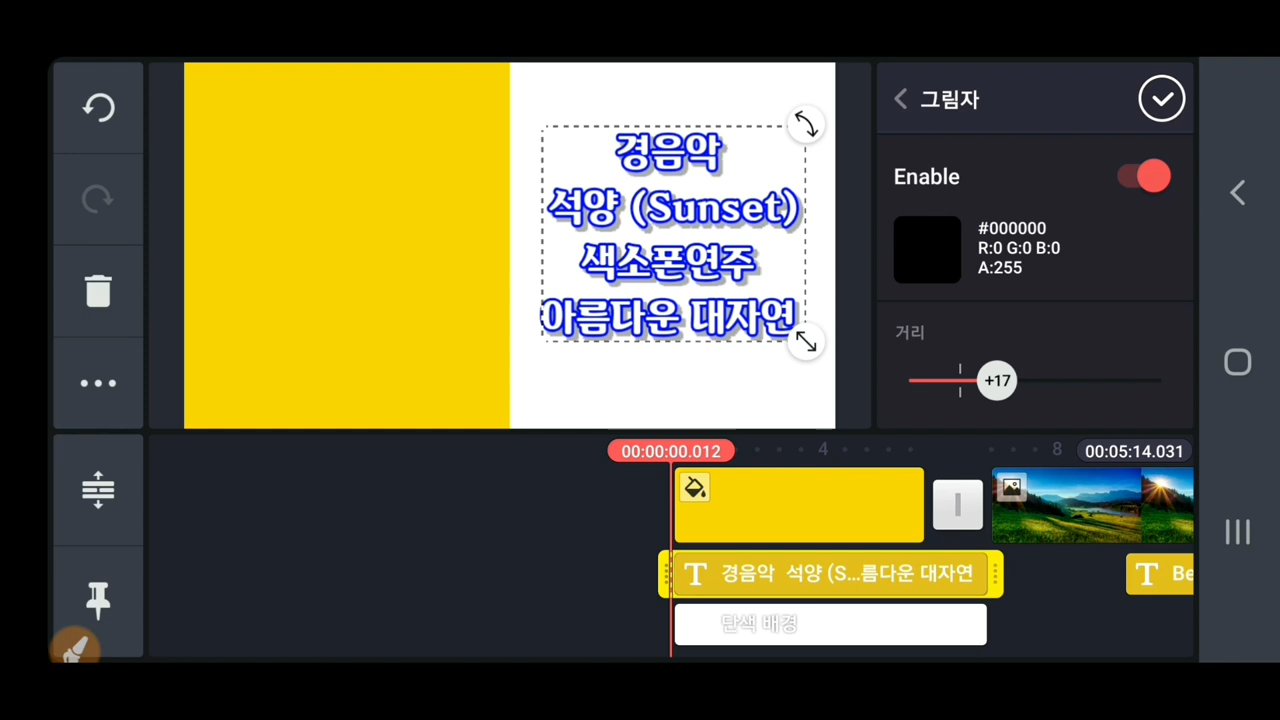 경음악
석양 (Sunset)
색소폰연주
아름다운 대자연
그림자
Enable
#000000
R:0 G:0 B:0
A:255
거리
+17
00:00:00.012
4
8
00:05:14.031
T 경음악 석양 (S...름다운 대자연
T Be
단색 배경